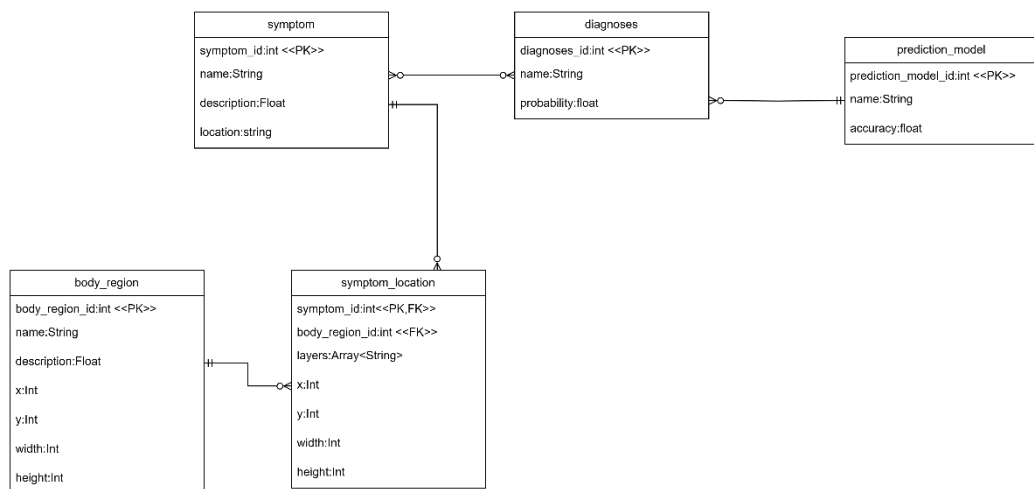 symptom
symptom_id:int <<PK>>
name:String
description:Float
location:string
diagnoses
diagnoses_id:int <<PK>>
name:String
probability:float
prediction_model
prediction_model_id:int <<PK>>
name:String
accuracy:float
body_region
body_region_id:int <<PK>>
name:String
description:Float
x:Int
y:Int
width:Int
height:Int
symptom_location
symptom_id:int<<PK,FK>>
body_region_id:int <<FK>>
layers:Array<String>
x:Int
y:Int
width:Int
height:Int